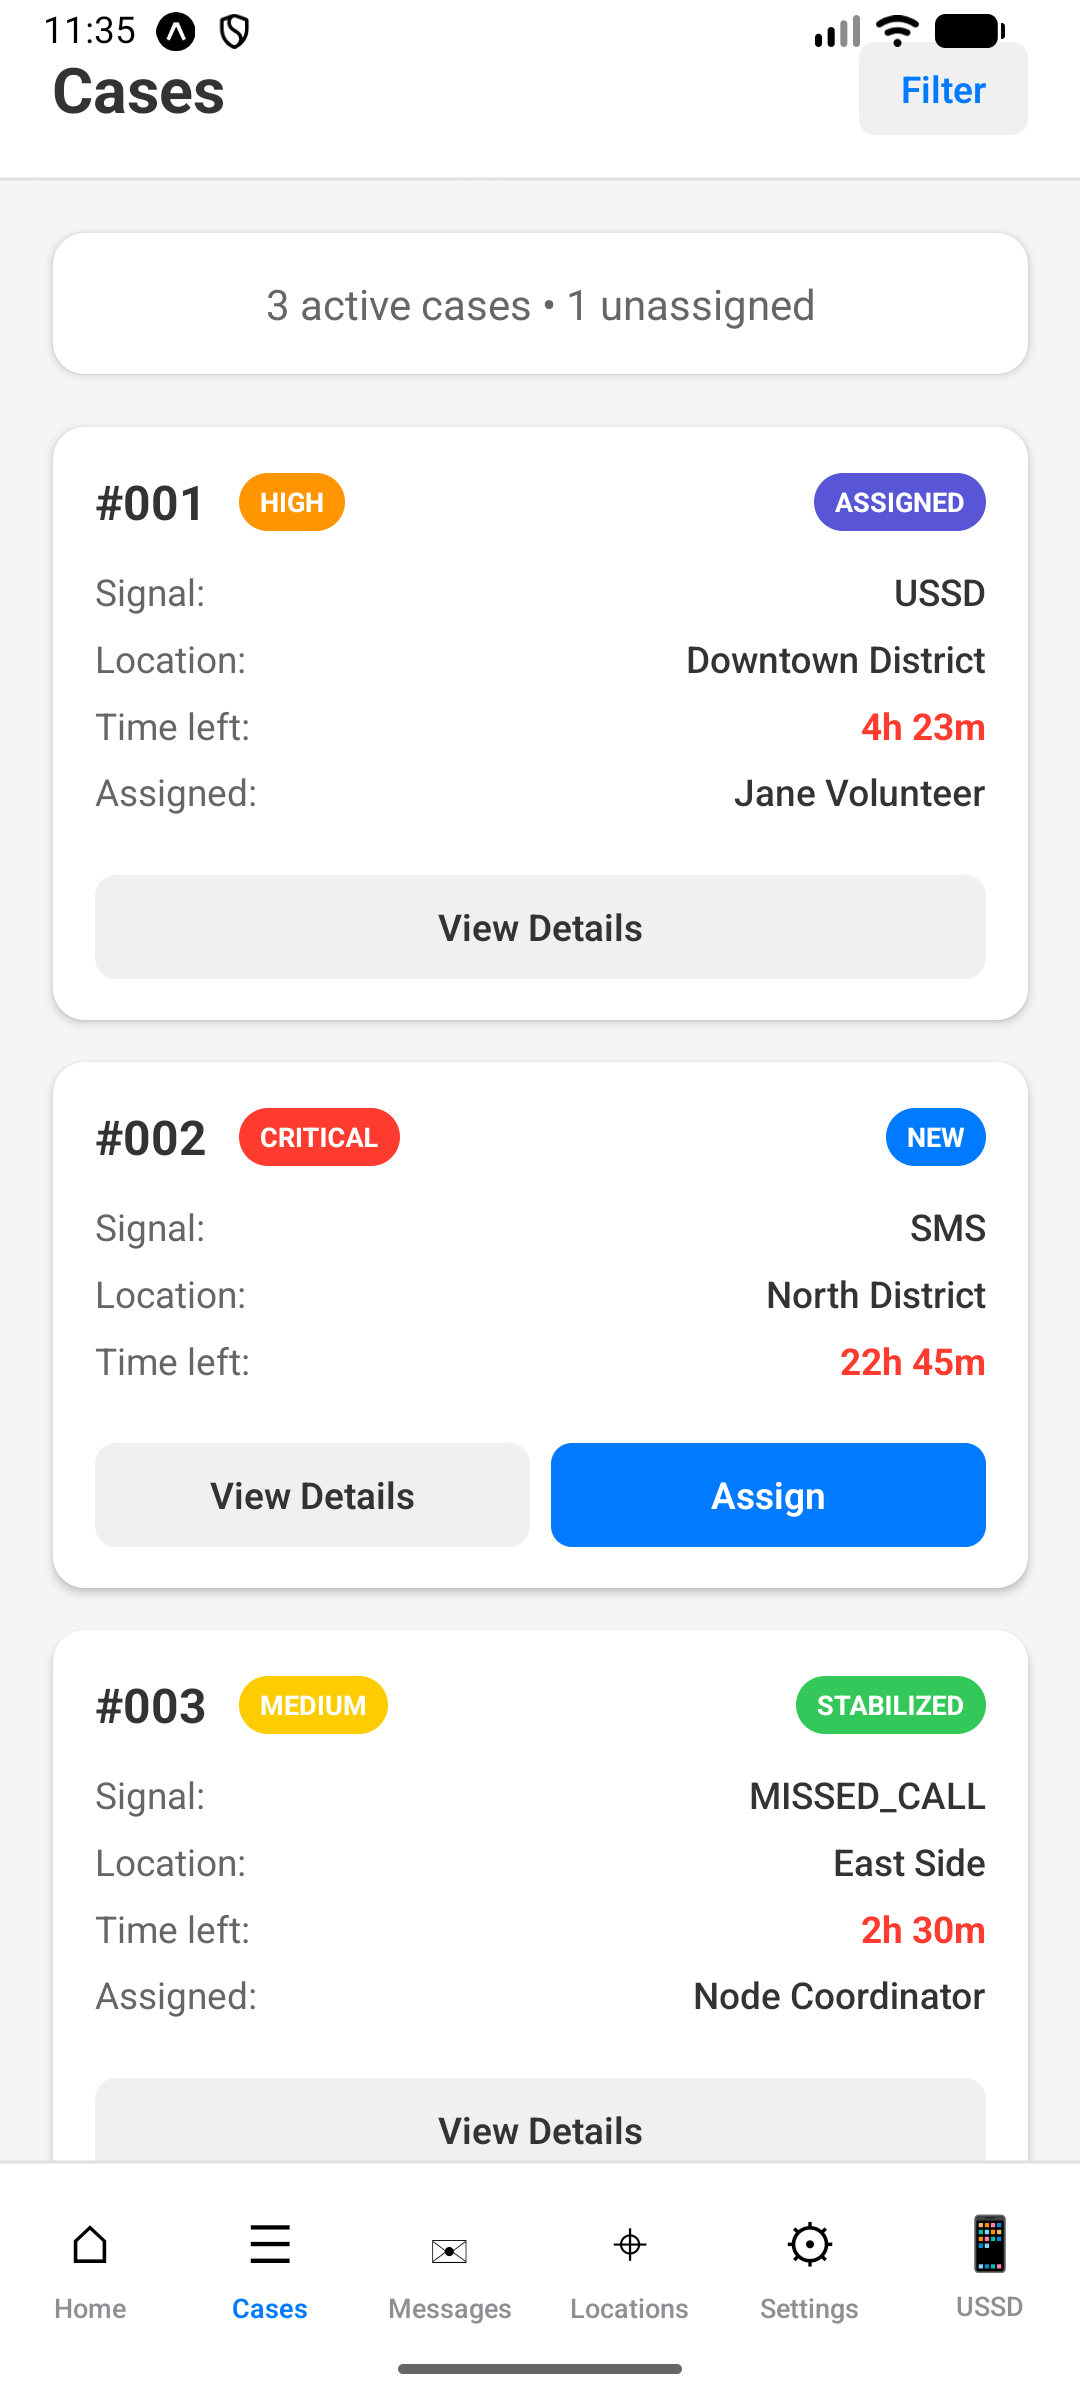 11:35
Cases
Filter
3 active cases • 1 unassigned
#001 HIGH ASSIGNED
Signal: USSD
Location: Downtown District
Time left: 4h 23m
Assigned: Jane Volunteer
View Details
#002 CRITICAL NEW
Signal: SMS
Location: North District
Time left: 22h 45m
View Details Assign
#003 MEDIUM STABILIZED
Signal: MISSED_CALL
Location: East Side
Time left: 2h 30m
Assigned: Node Coordinator
View Details
Home Cases Messages Locations Settings USSD